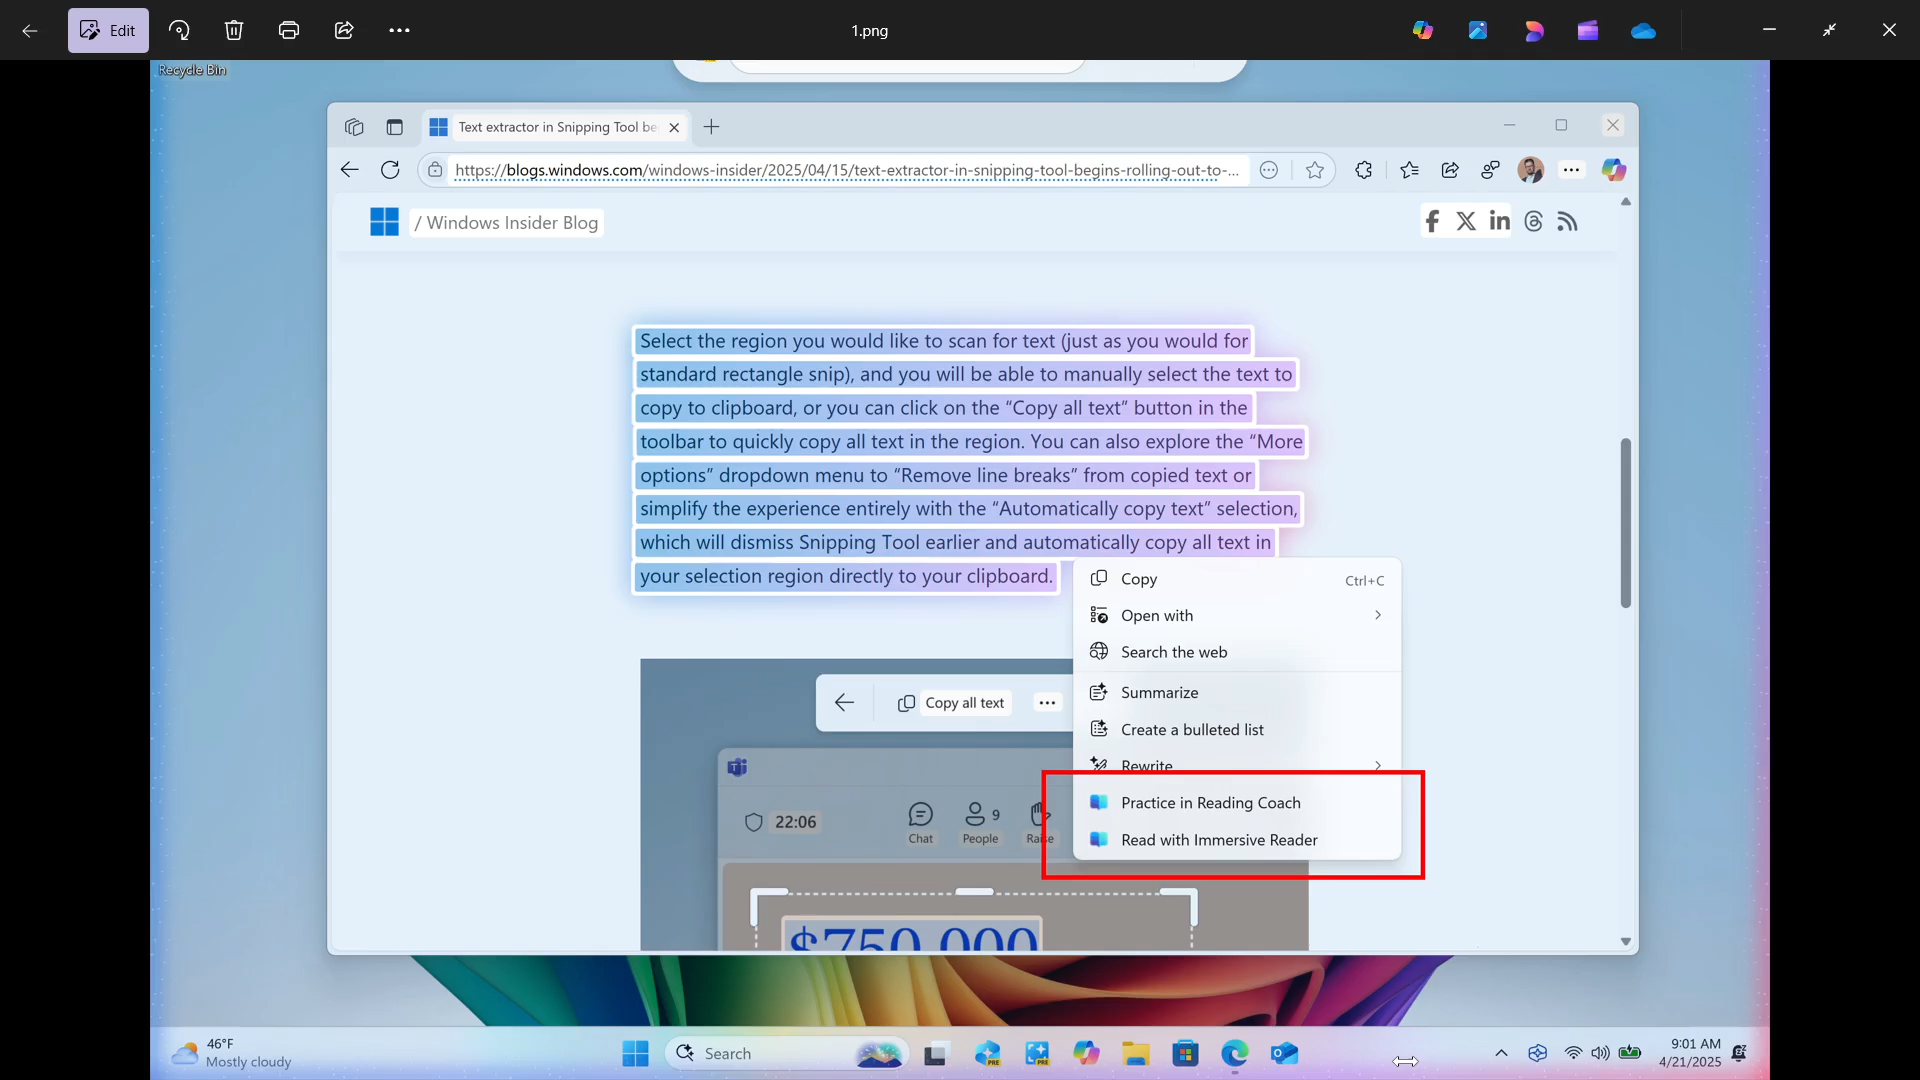 Edit
1.png
Recycle Bin
Text extractor in Snipping Tool be
https://blogs.windows.com/windows-insider/2025/04/15/text-extractor-in-snipping-tool-begins-rolling-out-to-...
/ Windows Insider Blog
Select the region you would like to scan for text (just as you would for
standard rectangle snip), and you will be able to manually select the text to
copy to clipboard, or you can click on the “Copy all text” button in the
toolbar to quickly copy all text in the region. You can also explore the “More
options” dropdown menu to “Remove line breaks” from copied text or
simplify the experience entirely with the “Automatically copy text” selection,
which will dismiss Snipping Tool earlier and automatically copy all text in
your selection region directly to your clipboard.
Copy Ctrl+C
Open with
Search the web
Summarize
Create a bulleted list
Rewrite
Practice in Reading Coach
Read with Immersive Reader
Copy all text
22:06
Chat
9
People
Raise
$750,000
46°F
Mostly cloudy
Search
PRE
PRE
9:01 AM
4/21/2025